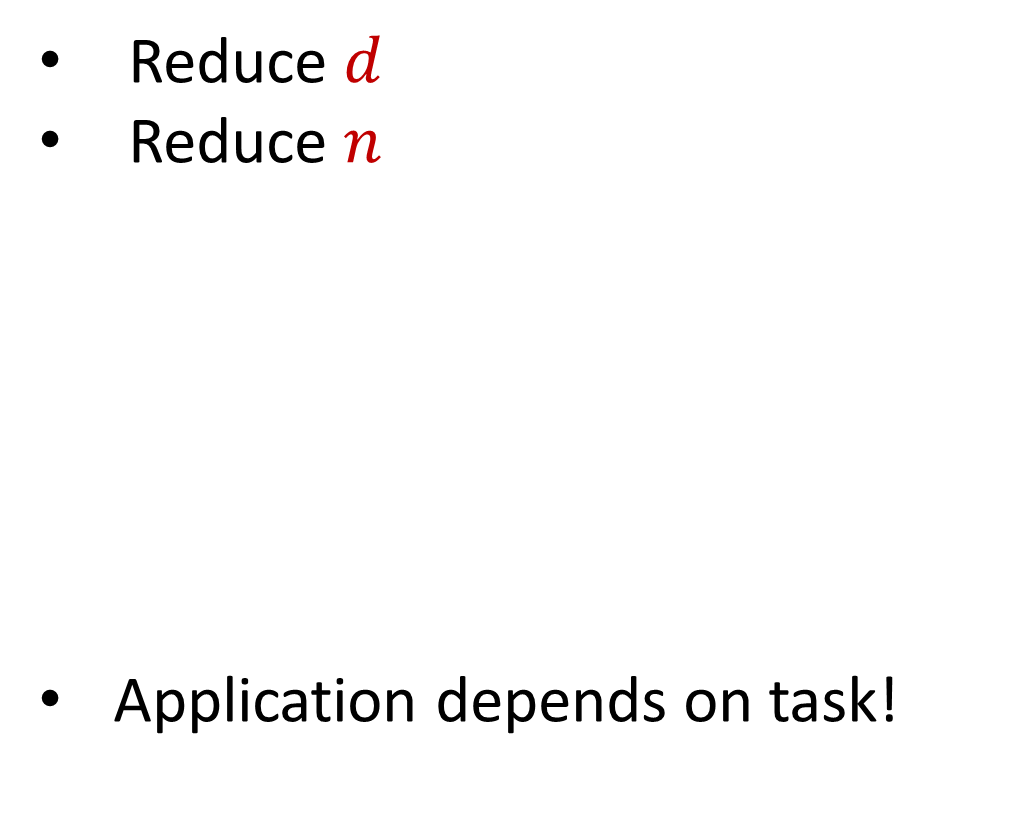 • Reduce d
• Reduce n
• Application depends on task!